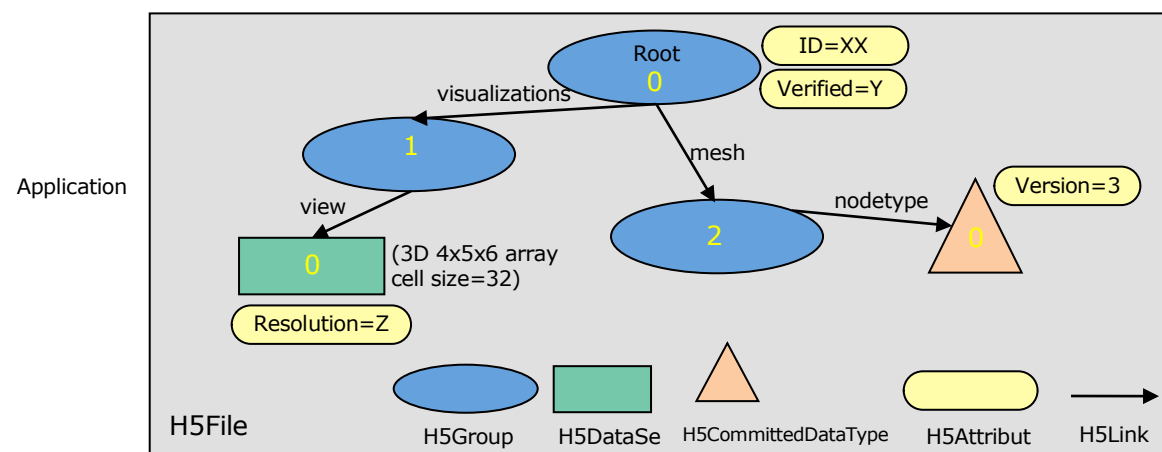 Root
0
ID=XX
Verified=Y
visualizations
1
mesh
Application
Version=3
nodetype
view
2
0
0
(3D 4x5x6 array
cell size=32)
Resolution=Z
H5File
H5Group
H5DataSe
H5CommittedDataType
H5Attribut
H5Link